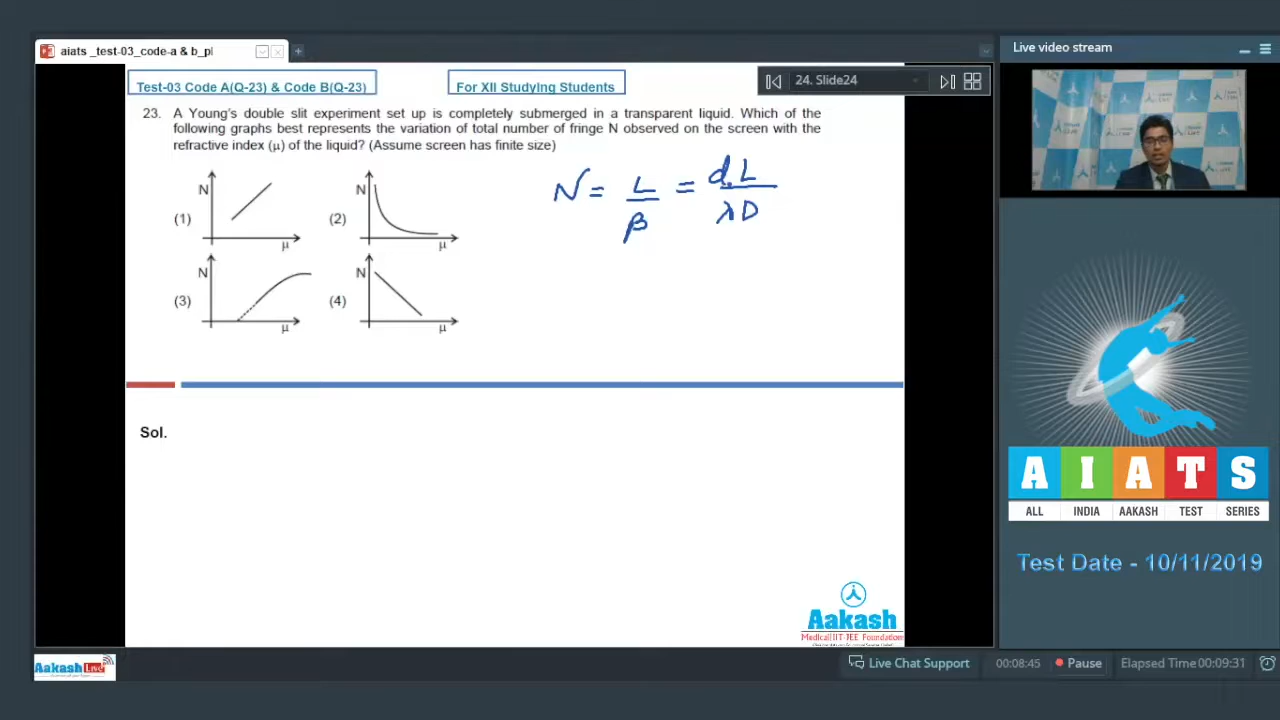 aiats _test-03_code-a & b_pl
Live video stream
Test-03 Code A(Q-23) & Code B(Q-23)
For XII Studying Students
24. Slide24
23. A Young's double slit experiment set up is completely submerged in a transparent liquid. Which of the
following graphs best represents the variation of total number of fringe N observed on the screen with the
refractive index (μ) of the liquid? (Assume screen has finite size)
N = L/β = d.L/λD
(1) N μ
(2) N μ
(3) N μ
(4) N μ
Sol.
A I A T S
ALL INDIA AAKASH TEST SERIES
Test Date - 10/11/2019
Aakash
Medical|IIT-JEE|Foundations
Aakash Live
Live Chat Support
00:08:45
Pause
Elapsed Time 00:09:31